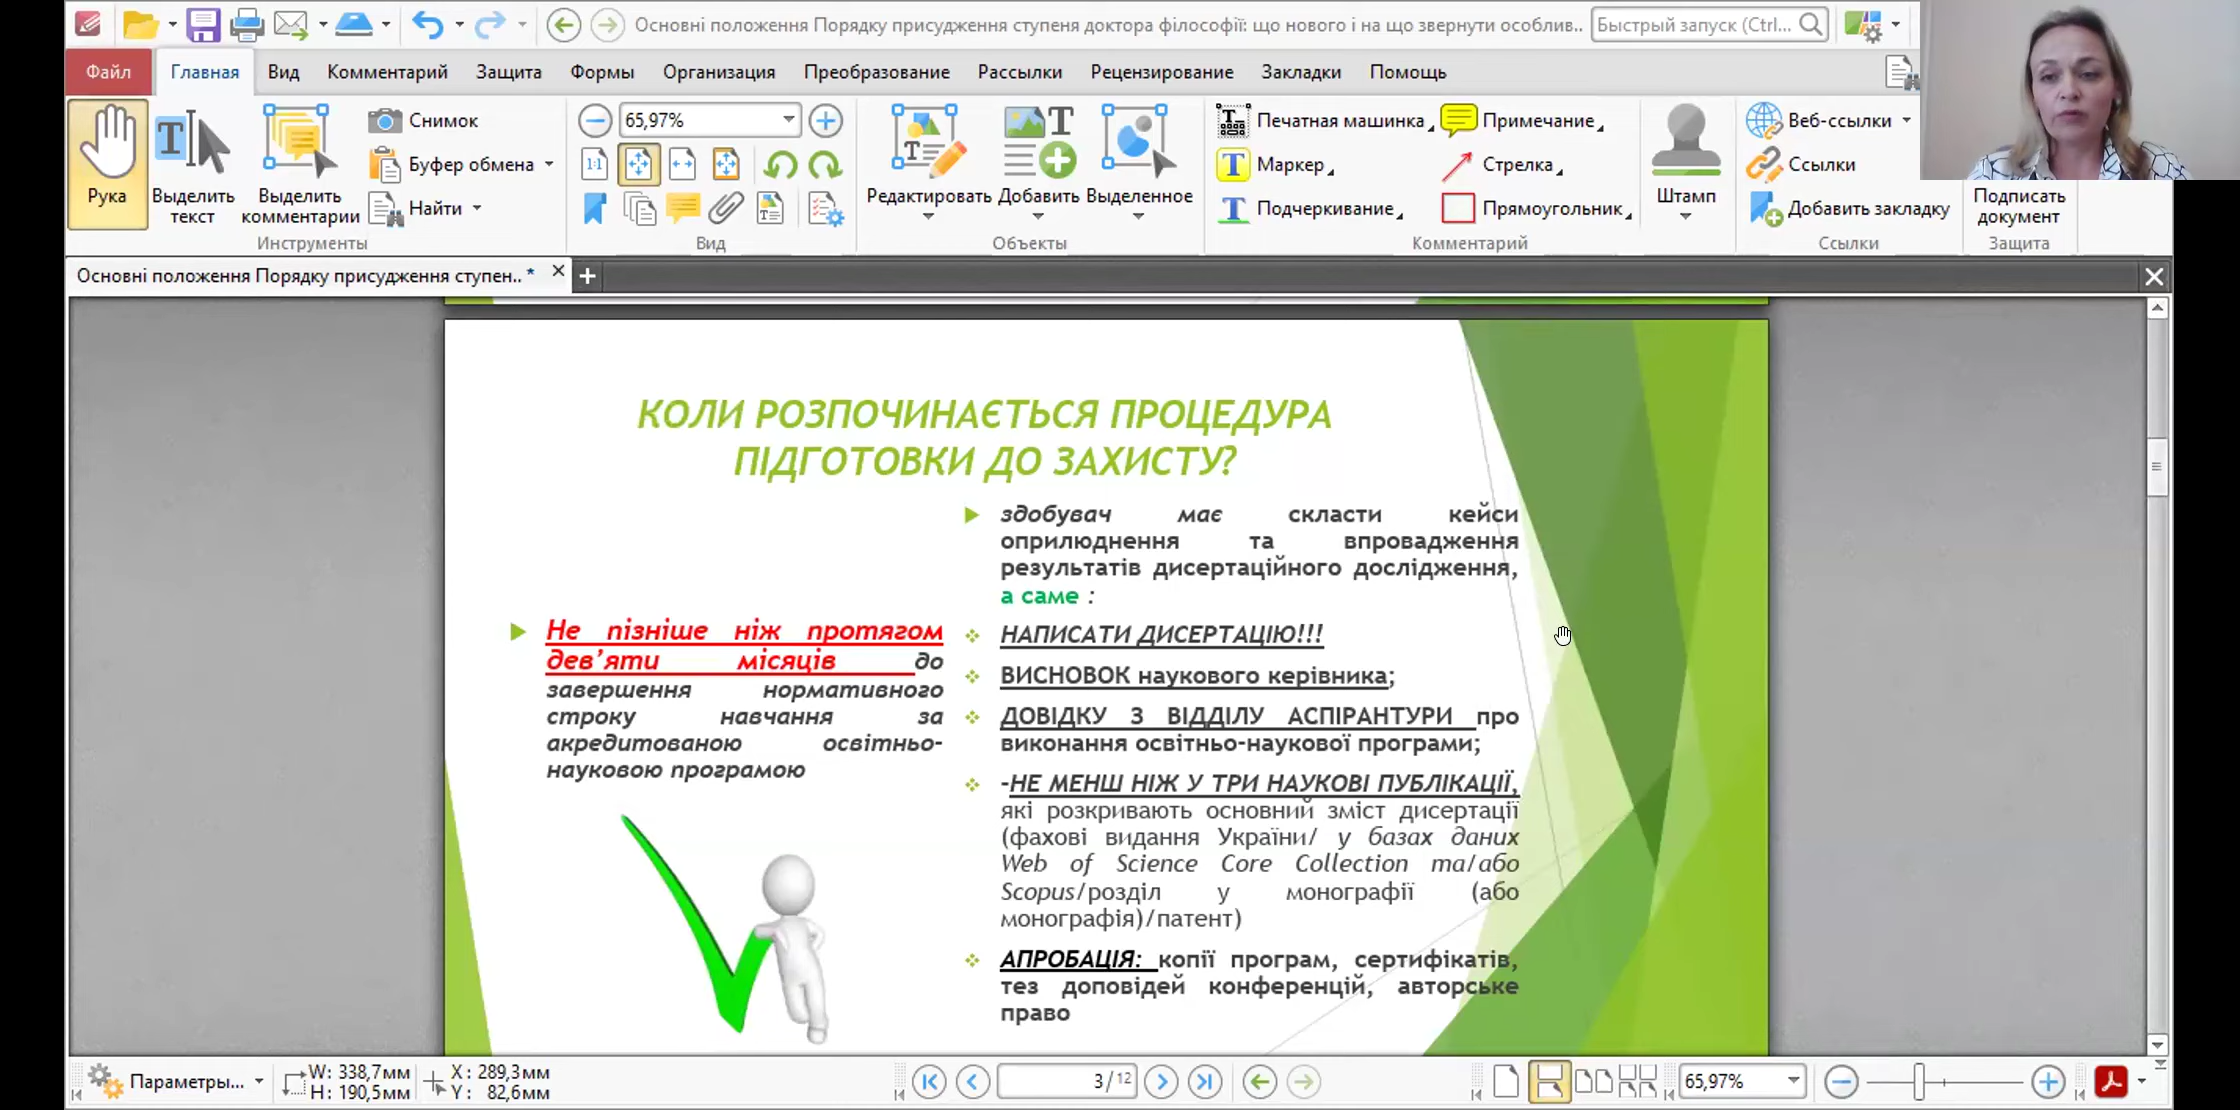 Основні положення Порядку присудження ступеня доктора філософії: що нового і на що звернути особлив..
Быстрый запуск (Ctrl...
Файл
Главная
Вид
Комментарий
Защита
Формы
Организация
Преобразование
Рассылки
Рецензирование
Закладки
Помощь
Рука
Выделить
текст
Выделить
комментарии
Снимок
Буфер обмена
Найти
Инструменты
65,97%
1:1
Вид
Редактировать
Добавить
Выделенное
Объекты
Печатная машинка
Маркер
Подчеркивание
Примечание
Стрелка
Прямоугольник
Штамп
Комментарий
Веб-ссылки
Ссылки
Добавить закладку
Ссылки
Подписать
документ
Защита
Основні положення Порядку присудження ступен.. *
КОЛИ РОЗПОЧИНАЄТЬСЯ ПРОЦЕДУРА
ПІДГОТОВКИ ДО ЗАХИСТУ?
Не пізніше ніж протягом
дев’яти місяців до
завершення нормативного
строку навчання за
акредитованою освітньо-
науковою програмою
здобувач має скласти кейси
оприлюднення та впровадження
результатів дисертаційного дослідження,
а саме :
НАПИСАТИ ДИСЕРТАЦІЮ!!!
ВИСНОВОК наукового керівника;
ДОВІДКУ З ВІДДІЛУ АСПІРАНТУРИ про
виконання освітньо-наукової програми;
-НЕ МЕНШ НІЖ У ТРИ НАУКОВІ ПУБЛІКАЦІЇ,
які розкривають основний зміст дисертації
(фахові видання України/ у базах даних
Web of Science Core Collection та/або
Scopus/розділ у монографії (або
монографія)/патент)
АПРОБАЦІЯ: копії програм, сертифікатів,
тез доповідей конференцій, авторське
право
Параметры...
W: 338,7мм
H: 190,5мм
X: 289,3мм
Y: 82,6мм
3/12
65,97%